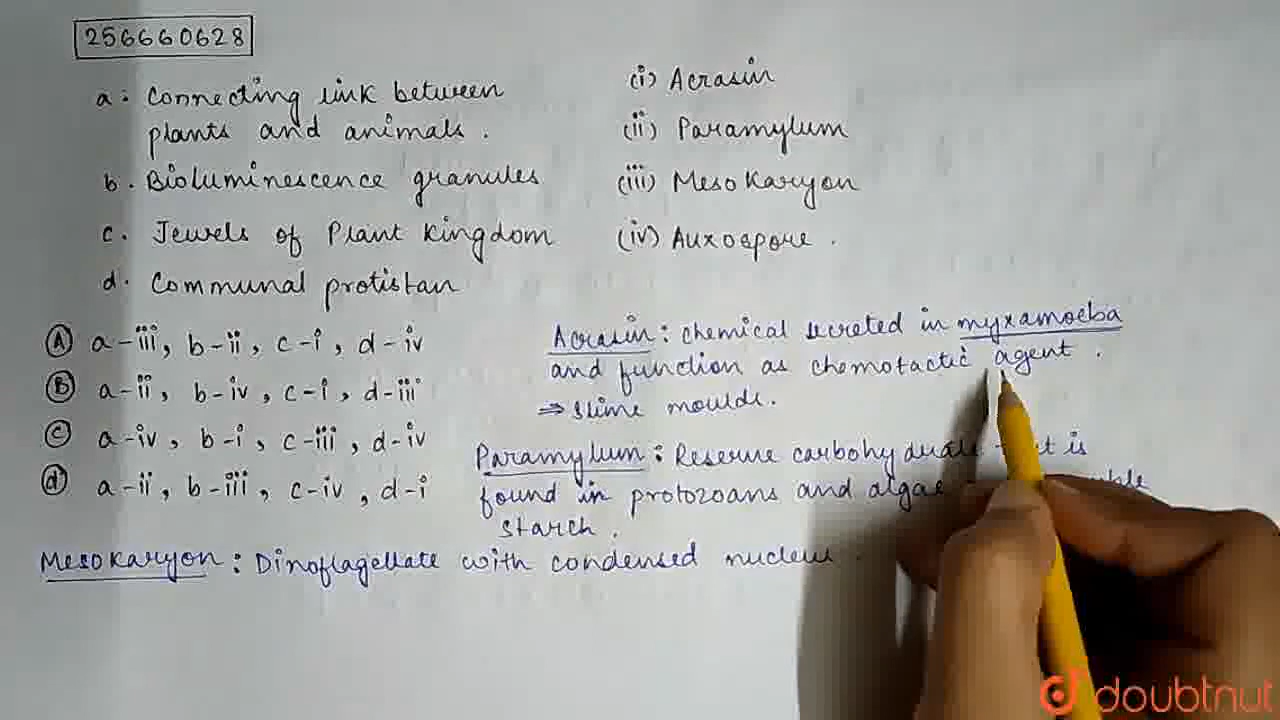 256660628
a: Connecting link between
plants and animals.
b. Bioluminescence granules
c. Jewels of Plant kingdom
d. Communal protistan
(i) Acrasin
(ii) Paramylum
(iii) Mesokaryon
(iv) Auxospore.
(A) a-iii, b-ii, c-i, d-iv
(B) a-ii, b-iv, c-i, d-iii
(C) a-iv, b-i, c-iii, d-iv
(d) a-ii, b-iii, c-iv, d-i
Acrasin: chemical secreted in myxamoeba
and function as chemotactic agent.
⇒ slime moulds.
Paramylum: Reserve carbohydrate is
found in protozoans and algae
starch.
Mesokaryon: Dinoflagellate with condensed nucleus.
doubtnut